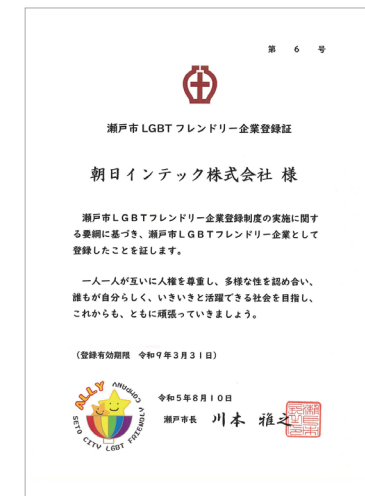 第 6 号
瀬戸市 LGBT フレンドリー企業登録証
朝日インテック株式会社 様
瀬戸市ＬＧＢＴフレンドリー企業登録制度の実施に関す
る要綱に基づき、瀬戸市ＬＧＢＴフレンドリー企業として
登録したことを証します。
一人一人が互いに人権を尊重し、多様な性を認め合い、
誰もが自分らしく、いきいきと活躍できる社会を目指し、
これからも、ともに頑張っていきましょう。
（登録有効期限 令和９年３月３１日）
令和５年８月１０日
瀬戸市長 川本 雅之
ALLY COMPANY
SETO CITY LGBT FRIENDLY